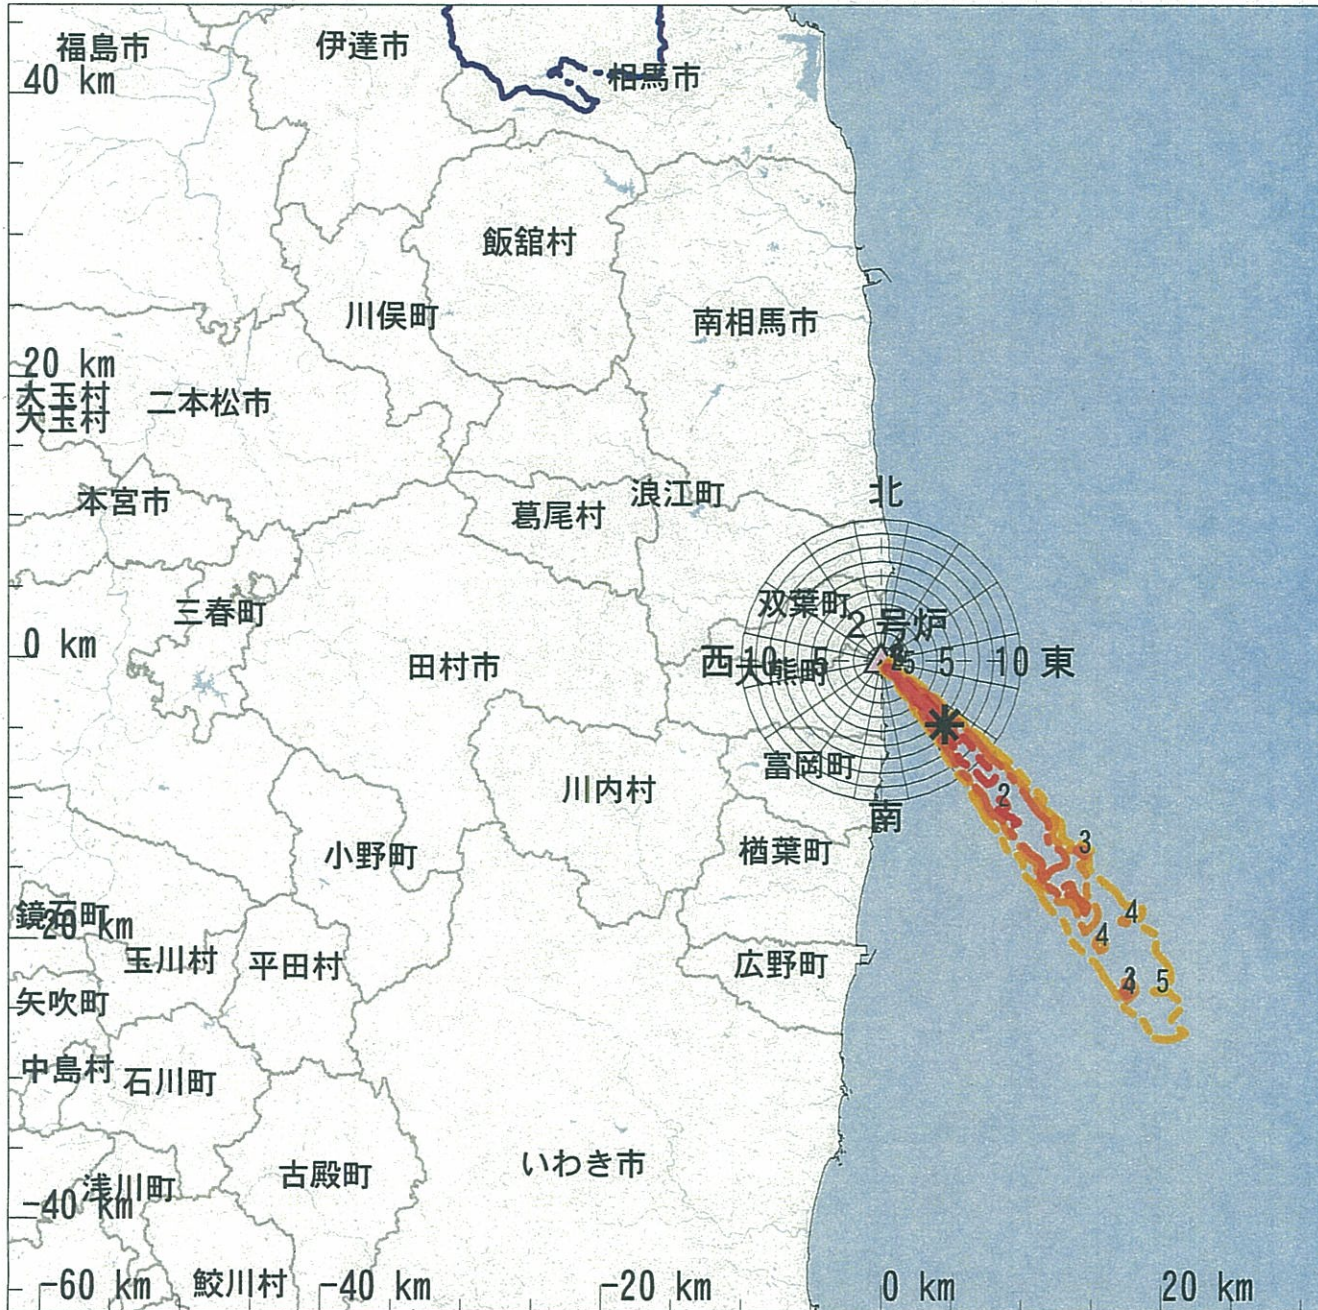 福島市
伊達市
相馬市
40 km
飯舘村
川俣町
南相馬市
20 km
大玉村
大玉村
二本松市
本宮市
葛尾村
浪江町
北
三春町
双葉町
2号炉
0 km
田村市
西
10
5
大熊町
5
10
東
富岡町
川内村
2
南
小野町
楢葉町
3
鏡石町
-20 km
4
4
玉川村
平田村
広野町
3
4
5
矢吹町
中島村
石川町
いわき市
古殿町
浅川町
-40 km
-60 km
鮫川村
-40 km
-20 km
0 km
20 km